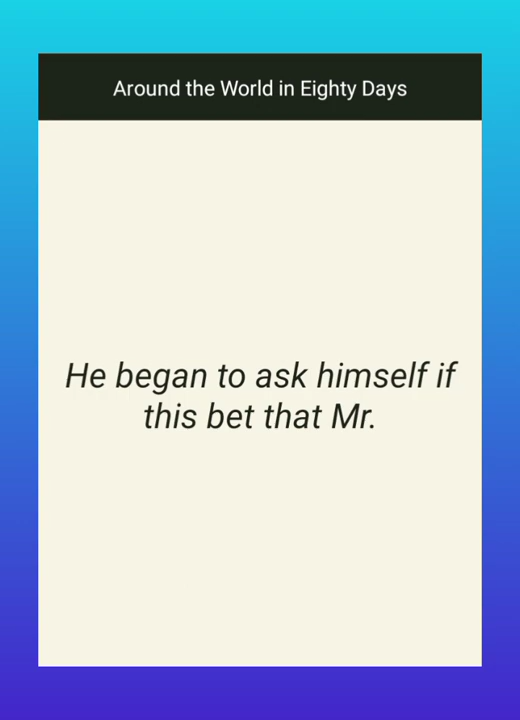 Around the World in Eighty Days
He began to ask himself if
this bet that Mr.